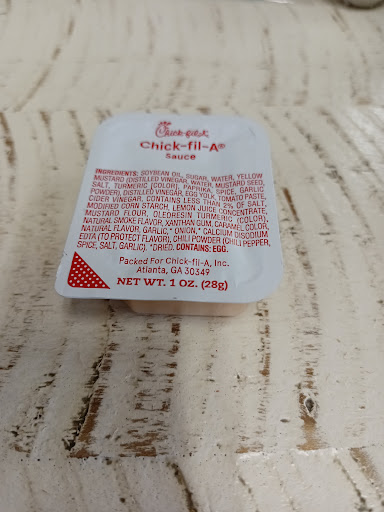 Chick-fil-A
Chick-fil-A®
Sauce
INGREDIENTS: SOYBEAN OIL, SUGAR, WATER, YELLOW
MUSTARD (DISTILLED VINEGAR, WATER, MUSTARD SEED,
SALT, TURMERIC [COLOR], PAPRIKA, SPICE, GARLIC
POWDER), DISTILLED VINEGAR, EGG YOLK, TOMATO PASTE,
CIDER VINEGAR, CONTAINS LESS THAN 2% OF SALT,
MODIFIED CORN STARCH, LEMON JUICE CONCENTRATE,
MUSTARD FLOUR, OLEORESIN TURMERIC (COLOR),
NATURAL SMOKE FLAVOR, XANTHAN GUM, CARAMEL COLOR,
NATURAL FLAVOR, GARLIC,* ONION,* CALCIUM DISODIUM
EDTA (TO PROTECT FLAVOR), CHILI POWDER (CHILI PEPPER,
SPICE, SALT, GARLIC). *DRIED. CONTAINS: EGG.
Packed For Chick-fil-A, Inc.
Atlanta, GA 30349
NET WT. 1 OZ. (28g)